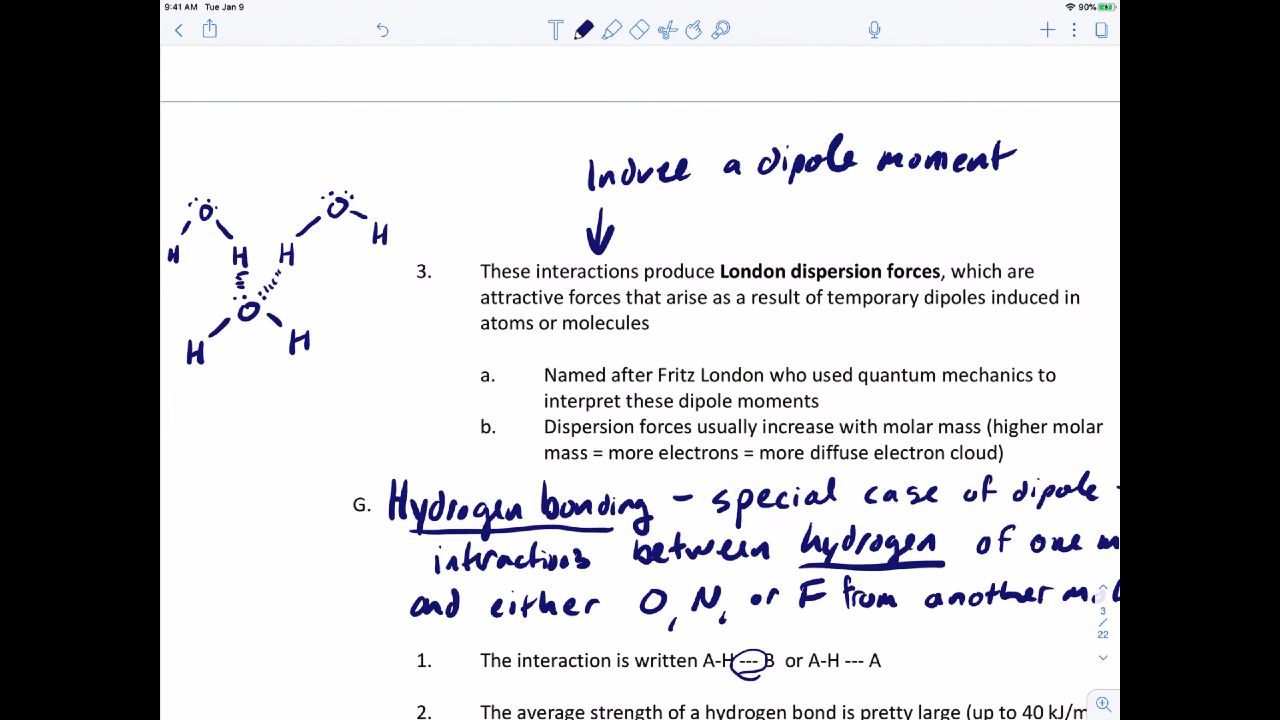 9:41 AM Tue Jan 9
90%
Induce a dipole moment
O O
H H H H
O
H H
3. These interactions produce London dispersion forces, which are
attractive forces that arise as a result of temporary dipoles induced in
atoms or molecules
a. Named after Fritz London who used quantum mechanics to
interpret these dipole moments
b. Dispersion forces usually increase with molar mass (higher molar
mass = more electrons = more diffuse electron cloud)
G. Hydrogen bonding - special case of dipole -
interactions between hydrogen of one m
and either O, N, or F from another mol
3
/
22
1. The interaction is written A-H --- B or A-H --- A
2. The average strength of a hydrogen bond is pretty large (up to 40 kJ/m